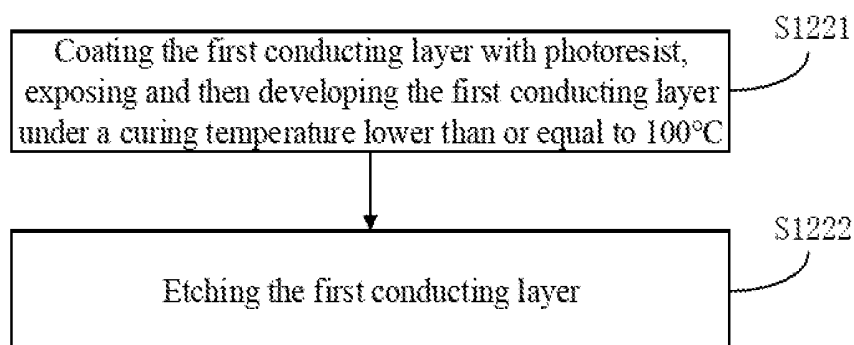 S1221
Coating the first conducting layer with photoresist,
exposing and then developing the first conducting layer
under a curing temperature lower than or equal to 100°C
S1222
Etching the first conducting layer